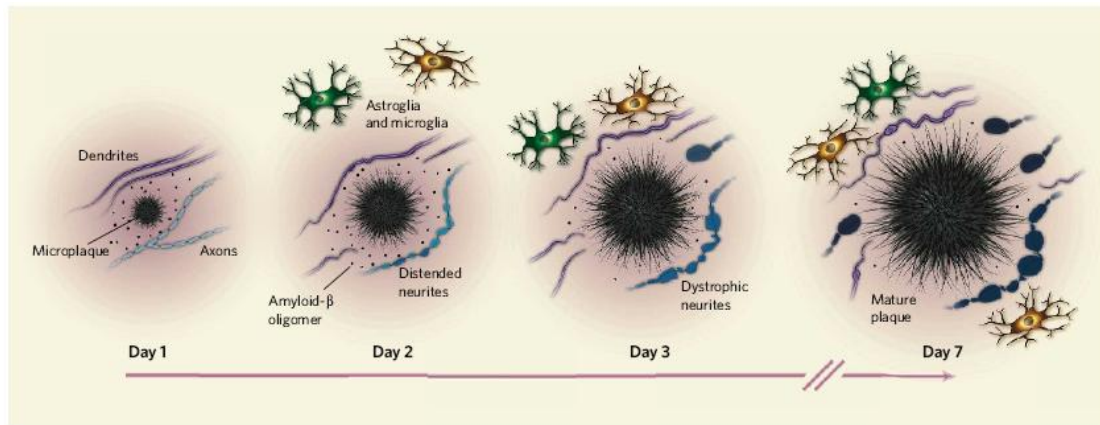 Dendrites
Microplaque
Axons
Day 1
Astroglia
and microglia
Amyloid-β
oligomer
Distended
neurites
Day 2
Dystrophic
neurites
Day 3
Mature
plaque
Day 7